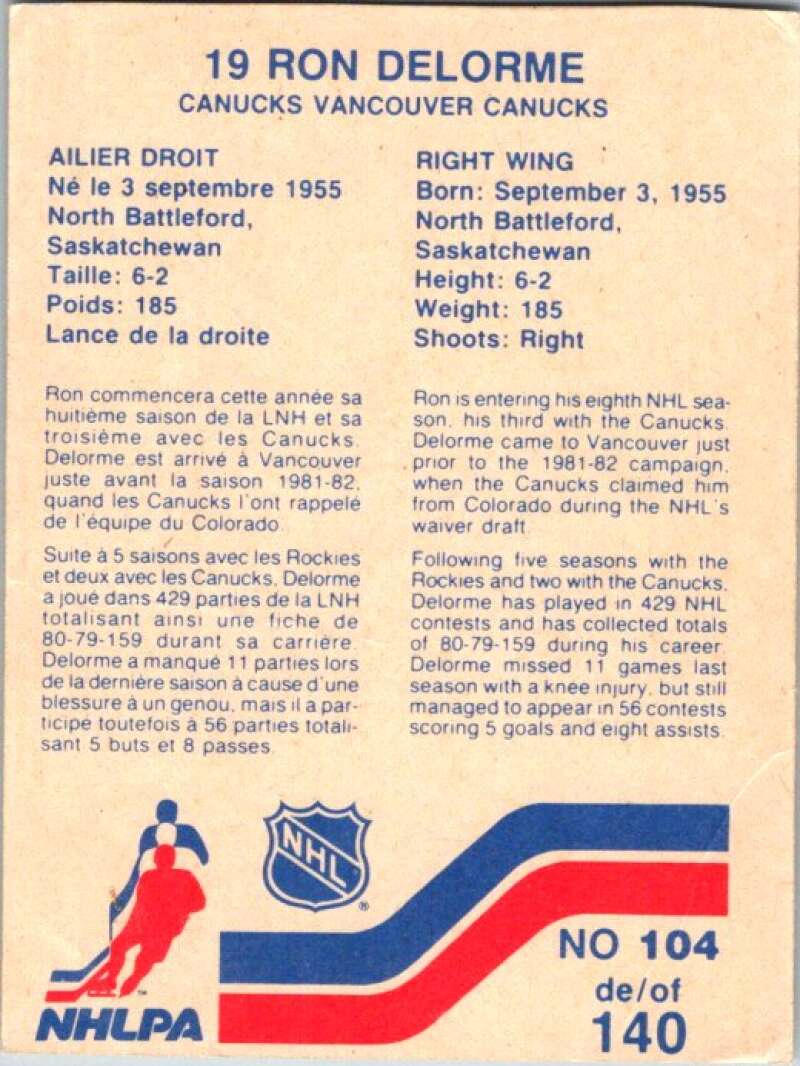 19 RON DELORME
CANUCKS VANCOUVER CANUCKS
AILIER DROIT
Né le 3 septembre 1955
North Battleford,
Saskatchewan
Taille: 6-2
Poids: 185
Lance de la droite
Ron commencera cette année sa
huitième saison de la LNH et sa
troisième avec les Canucks.
Delorme est arrivé à Vancouver
juste avant la saison 1981-82,
quand les Canucks l'ont rappelé
de l'équipe du Colorado.
Suite à 5 saisons avec les Rockies
et deux avec les Canucks, Delorme
a joué dans 429 parties de la LNH
totalisant ainsi une fiche de
80-79-159 durant sa carrière.
Delorme a manqué 11 parties lors
de la dernière saison à cause d'une
blessure à un genou, mais il a par-
ticipé toutefois à 56 parties totali-
sant 5 buts et 8 passes.
RIGHT WING
Born: September 3, 1955
North Battleford,
Saskatchewan
Height: 6-2
Weight: 185
Shoots: Right
Ron is entering his eighth NHL sea-
son, his third with the Canucks.
Delorme came to Vancouver just
prior to the 1981-82 campaign,
when the Canucks claimed him
from Colorado during the NHL's
waiver draft.
Following five seasons with the
Rockies and two with the Canucks,
Delorme has played in 429 NHL
contests and has collected totals
of 80-79-159 during his career.
Delorme missed 11 games last
season with a knee injury, but still
managed to appear in 56 contests
scoring 5 goals and eight assists.
NHL
®
™
NHLPA
NO 104
de/of
140